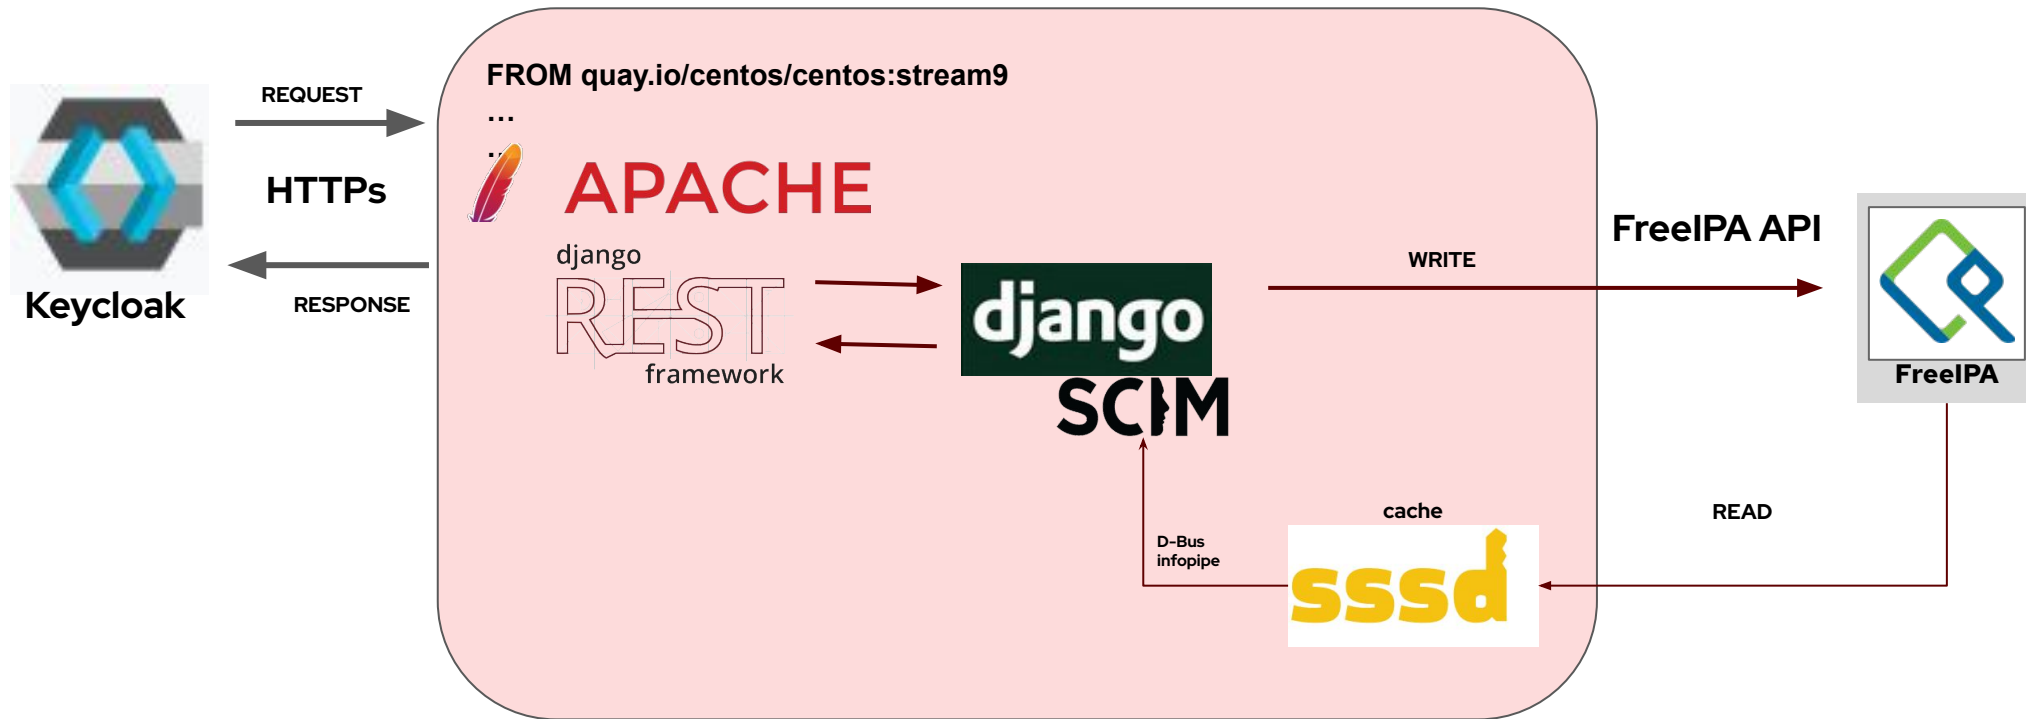 FROM quay.io/centos/centos:stream9
...
..
REQUEST
HTTPs
RESPONSE
Keycloak
APACHE
django
REST
framework
django
SCIM
WRITE
FreeIPA API
FreeIPA
READ
cache
sssd
D-Bus
infopipe